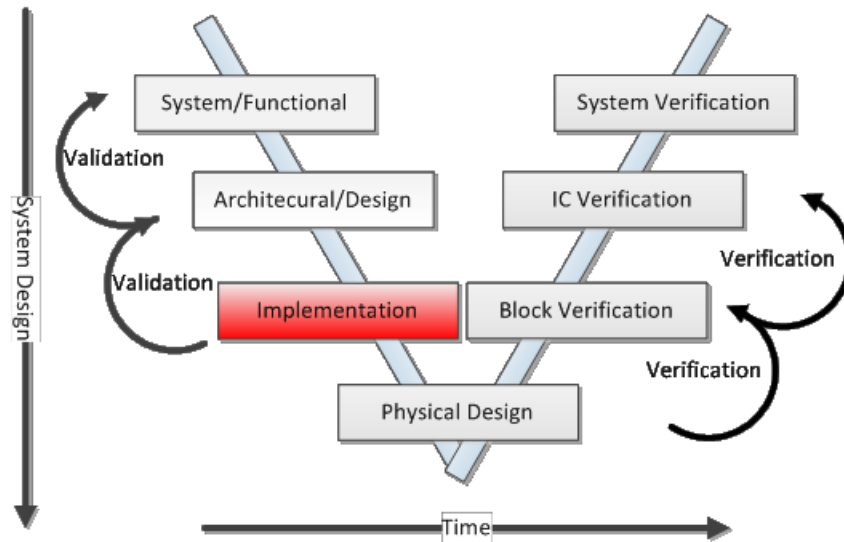 System/Functional
System Verification
Validation
Architecural/Design
IC Verification
System Design
Validation
Verification
Implementation
Block Verification
Verification
Physical Design
Time